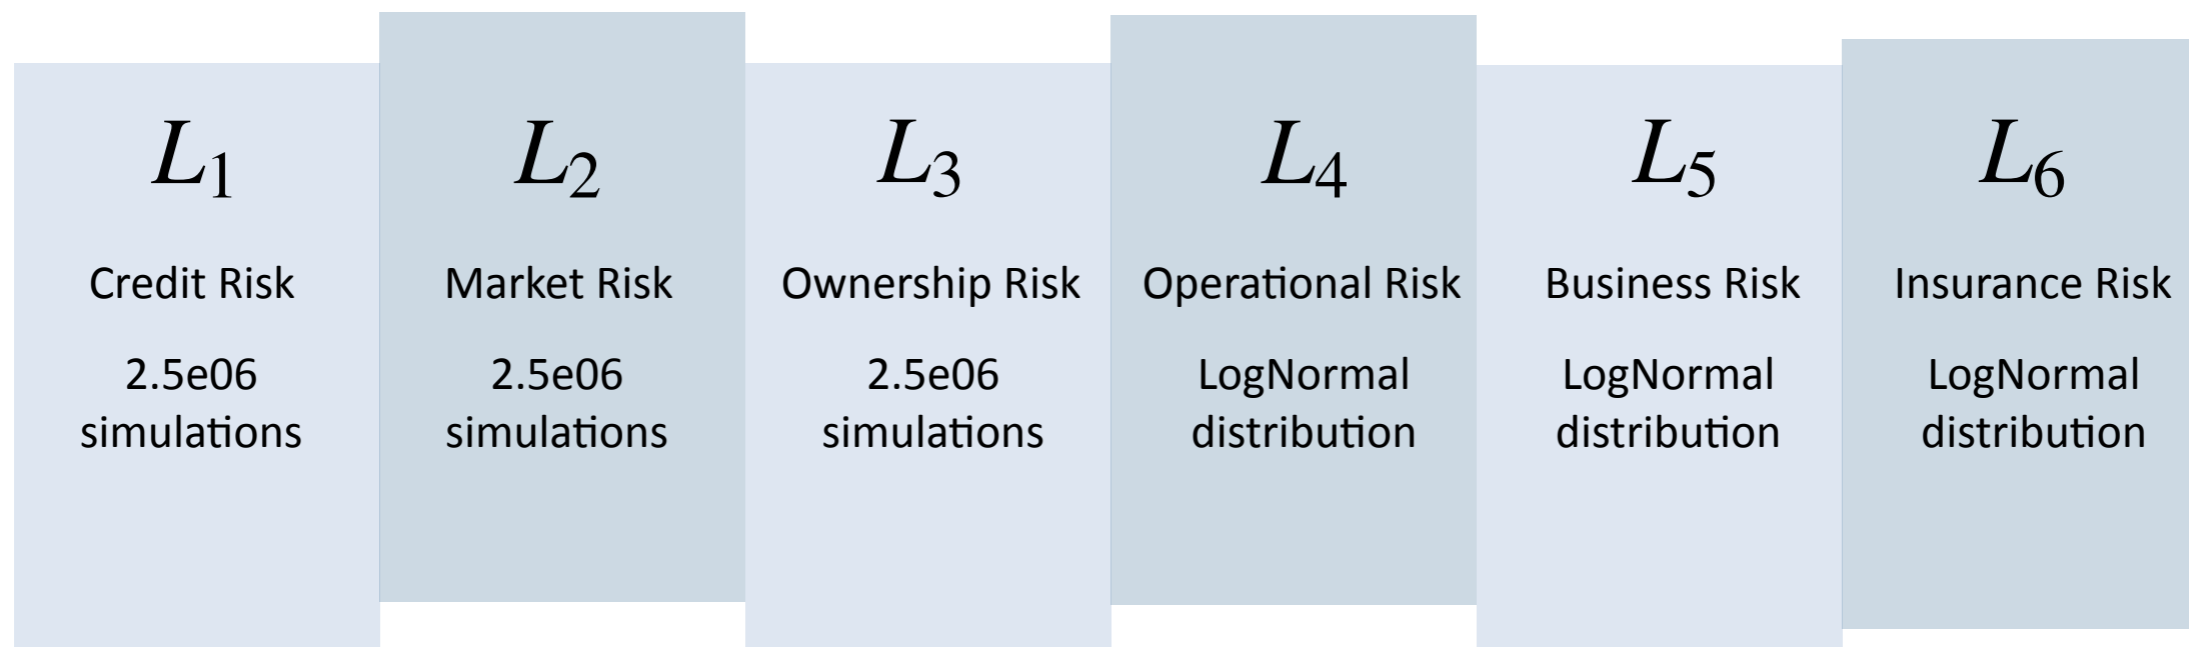 L1
Credit Risk
2.5e06
simulations
L2
Market Risk
2.5e06
simulations
L3
Ownership Risk
2.5e06
simulations
L4
Operational Risk
LogNormal
distribution
L5
Business Risk
LogNormal
distribution
L6
Insurance Risk
LogNormal
distribution